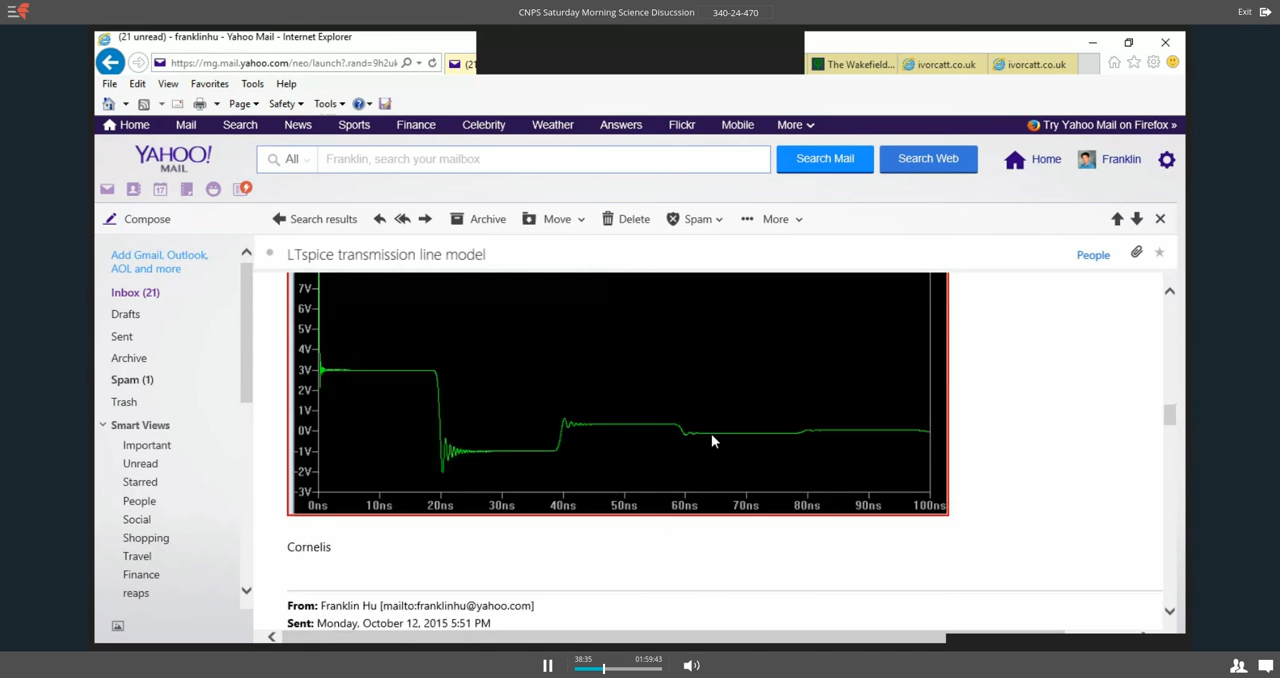 CNPS Saturday Morning Science Disucssion 340-24-470 Exit
(21 unread) - franklinhu - Yahoo Mail - Internet Explorer
https://mg.mail.yahoo.com/neo/launch?.rand=9h2uk (21 The Wakefield... ivorcatt.co.uk ivorcatt.co.uk
File Edit View Favorites Tools Help
Page Safety Tools
Home Mail Search News Sports Finance Celebrity Weather Answers Flickr Mobile More Try Yahoo Mail on Firefox »
YAHOO!
MAIL
All Franklin, search your mailbox Search Mail Search Web Home Franklin
17
Compose Search results Archive Move Delete Spam More
Add Gmail, Outlook,
AOL and more
Inbox (21)
Drafts
Sent
Archive
Spam (1)
Trash
Smart Views
Important
Unread
Starred
People
Social
Shopping
Travel
Finance
reaps
LTspice transmission line model People
7V
6V
5V
4V
3V
2V
1V
0V
-1V
-2V
-3V
0ns 10ns 20ns 30ns 40ns 50ns 60ns 70ns 80ns 90ns 100ns
Cornelis
From: Franklin Hu [mailto:franklinhu@yahoo.com]
Sent: Monday, October 12, 2015 5:51 PM
38:35 01:59:43